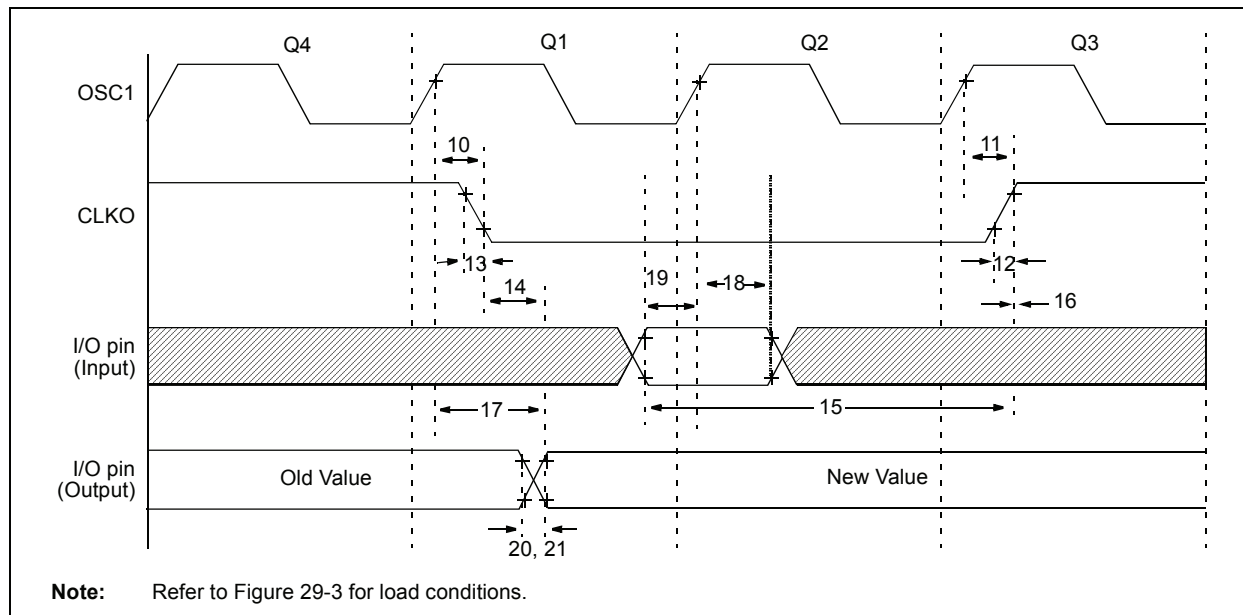 Q4 Q1 Q2 Q3
OSC1
10 11
CLKO
13 12
14 19 18 16
I/O pin
(Input)
17 15
I/O pin
(Output)
Old Value New Value
20, 21
Note: Refer to Figure 29-3 for load conditions.